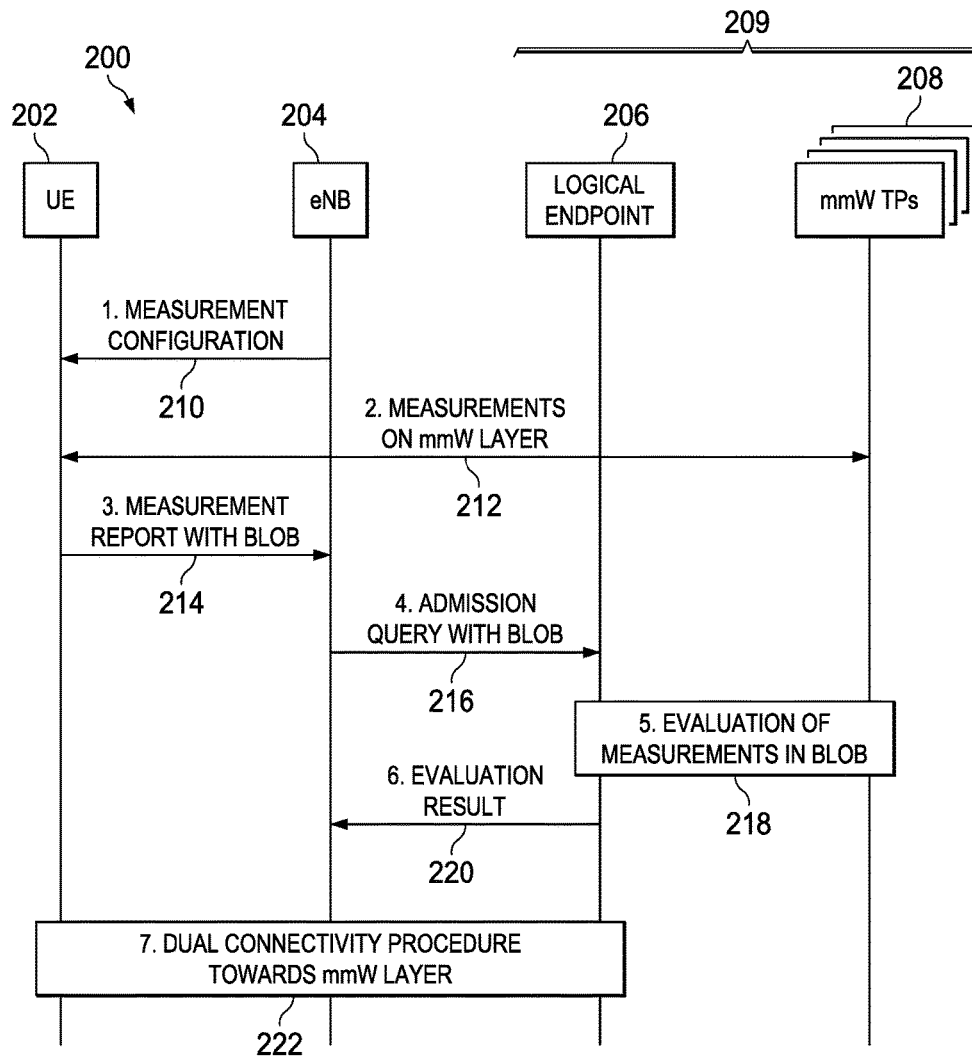 209
200
208
202
204
206
UE
eNB
LOGICAL
ENDPOINT
mmW TPs
1. MEASUREMENT
CONFIGURATION
210
2. MEASUREMENTS
ON mmW LAYER
212
3. MEASUREMENT
REPORT WITH BLOB
214
4. ADMISSION
QUERY WITH BLOB
216
5. EVALUATION OF
MEASUREMENTS IN BLOB
218
6. EVALUATION
RESULT
220
7. DUAL CONNECTIVITY PROCEDURE
TOWARDS mmW LAYER
222